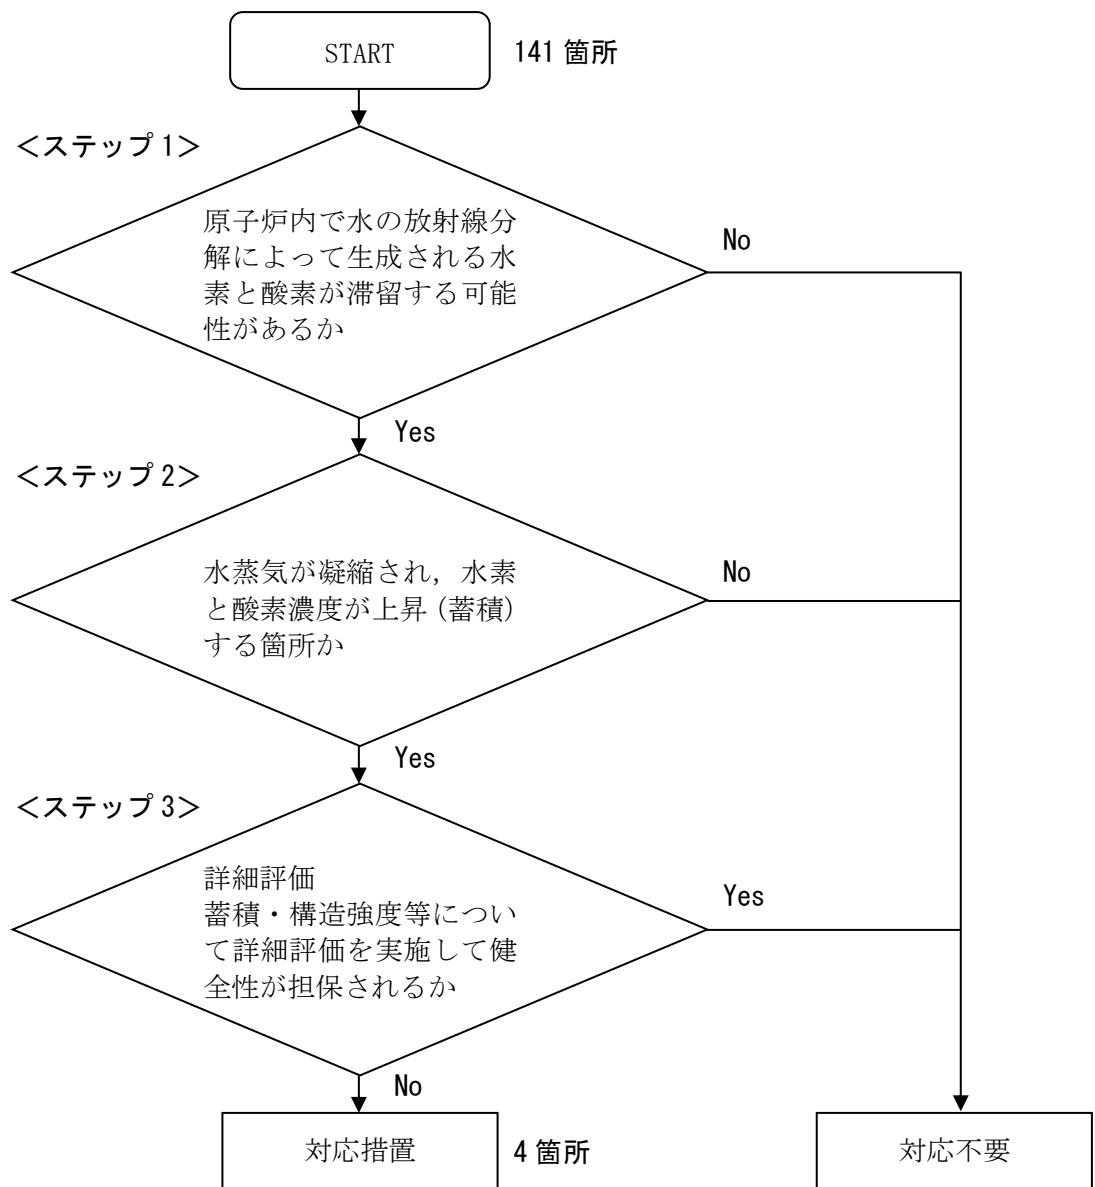 START
141 箇所
＜ステップ 1＞
原子炉内で水の放射線分
解によって生成される水
素と酸素が滞留する可能
性があるか
No
Yes
＜ステップ 2＞
水蒸気が凝縮され，水素
と酸素濃度が上昇（蓄積）
する箇所か
No
Yes
＜ステップ 3＞
詳細評価
蓄積・構造強度等につい
て詳細評価を実施して健
全性が担保されるか
Yes
No
対応措置
4 箇所
対応不要